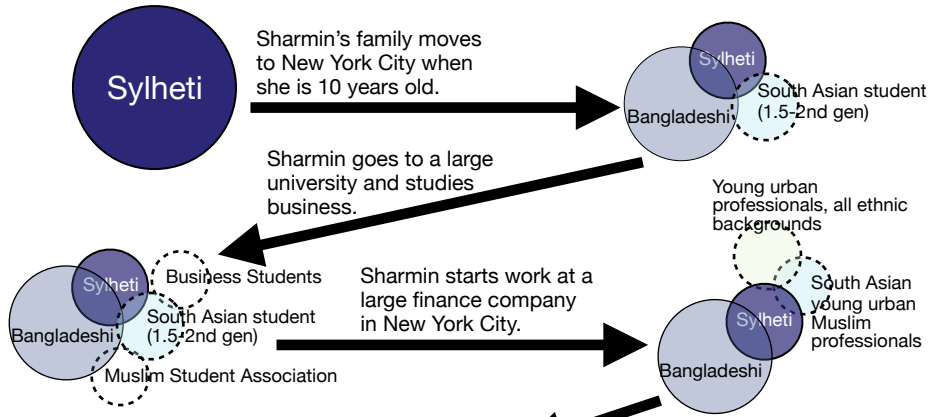 Sylheti
Sharmin's family moves
to New York City when
she is 10 years old.
Sylheti
Bangladeshi
South Asian student
(1.5-2nd gen)
Sharmin goes to a large
university and studies
business.
Young urban
professionals, all ethnic
backgrounds
Sylheti
Business Students
Bangladeshi
South Asian student
(1.5-2nd gen)
Muslim Student Association
Sharmin starts work at a
large finance company
in New York City.
South Asian
young urban
Muslim
professionals
Sylheti
Bangladeshi